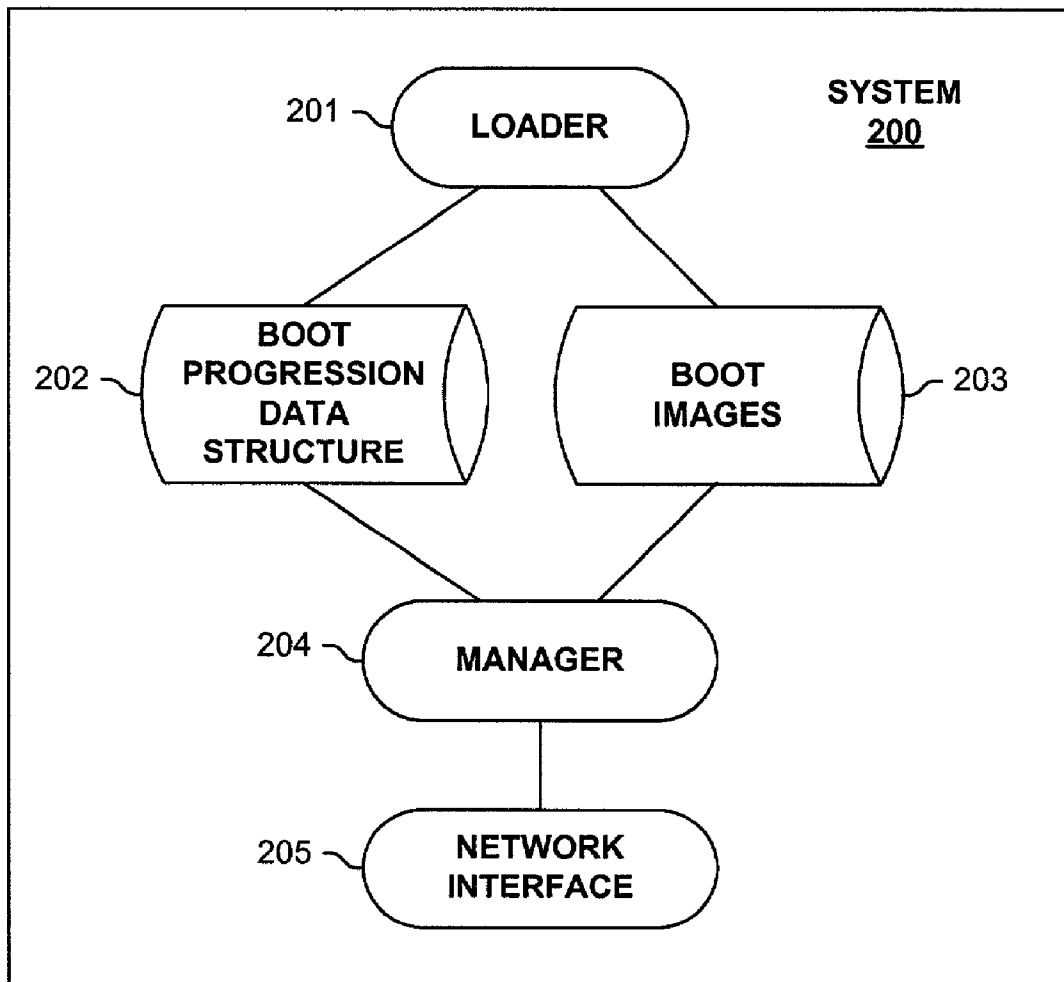 SYSTEM
200
201
LOADER
202
BOOT
PROGRESSION
DATA
STRUCTURE
BOOT
IMAGES
203
204
MANAGER
205
NETWORK
INTERFACE